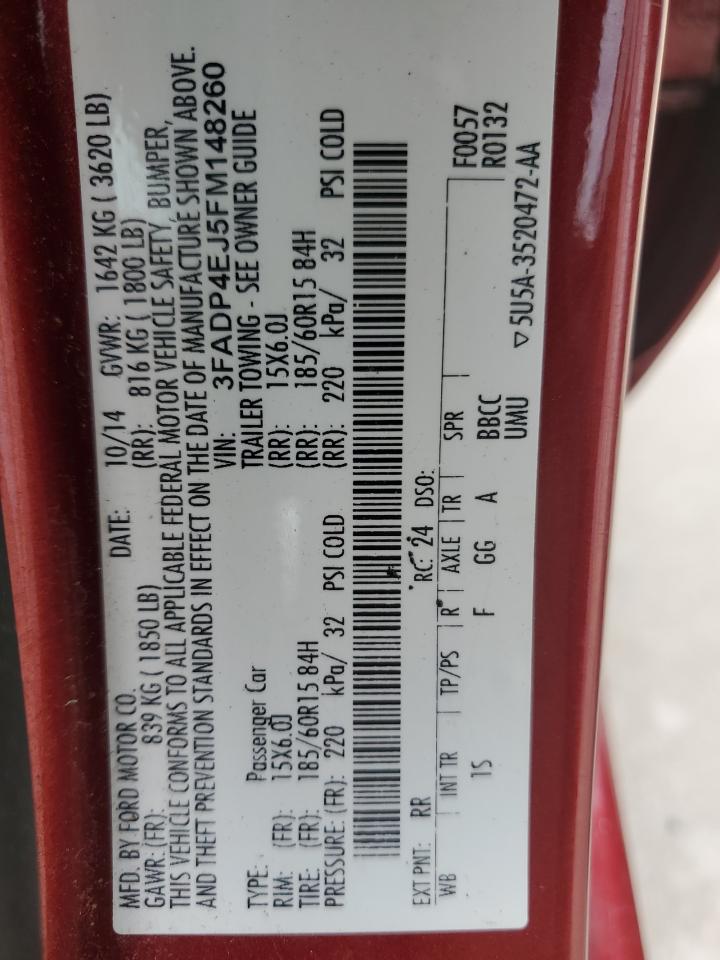 MFD. BY FORD MOTOR CO. DATE: 10/14 GVWR: 1642 KG ( 3620 LB)
GAWR: (FR): 839 KG ( 1850 LB) (RR): 816 KG ( 1800 LB)
THIS VEHICLE CONFORMS TO ALL APPLICABLE FEDERAL MOTOR VEHICLE SAFETY, BUMPER,
AND THEFT PREVENTION STANDARDS IN EFFECT ON THE DATE OF MANUFACTURE SHOWN ABOVE.
VIN: 3FADP4EJ5FM148260
TYPE: Passenger Car TRAILER TOWING - SEE OWNER GUIDE
RIM: (FR): 15X6.0J (RR): 15X6.0J
TIRE: (FR): 185/60R15 84H (RR): 185/60R15 84H
PRESSURE: (FR): 220 kPa/ 32 PSI COLD (RR): 220 kPa/ 32 PSI COLD
EXT PNT: RR RC: 24 DSO: F0057
WB INT TR TP/PS R AXLE TR SPR R0132
1S F GG A BBCC
UMU
▽ 5U5A-3520472-AA